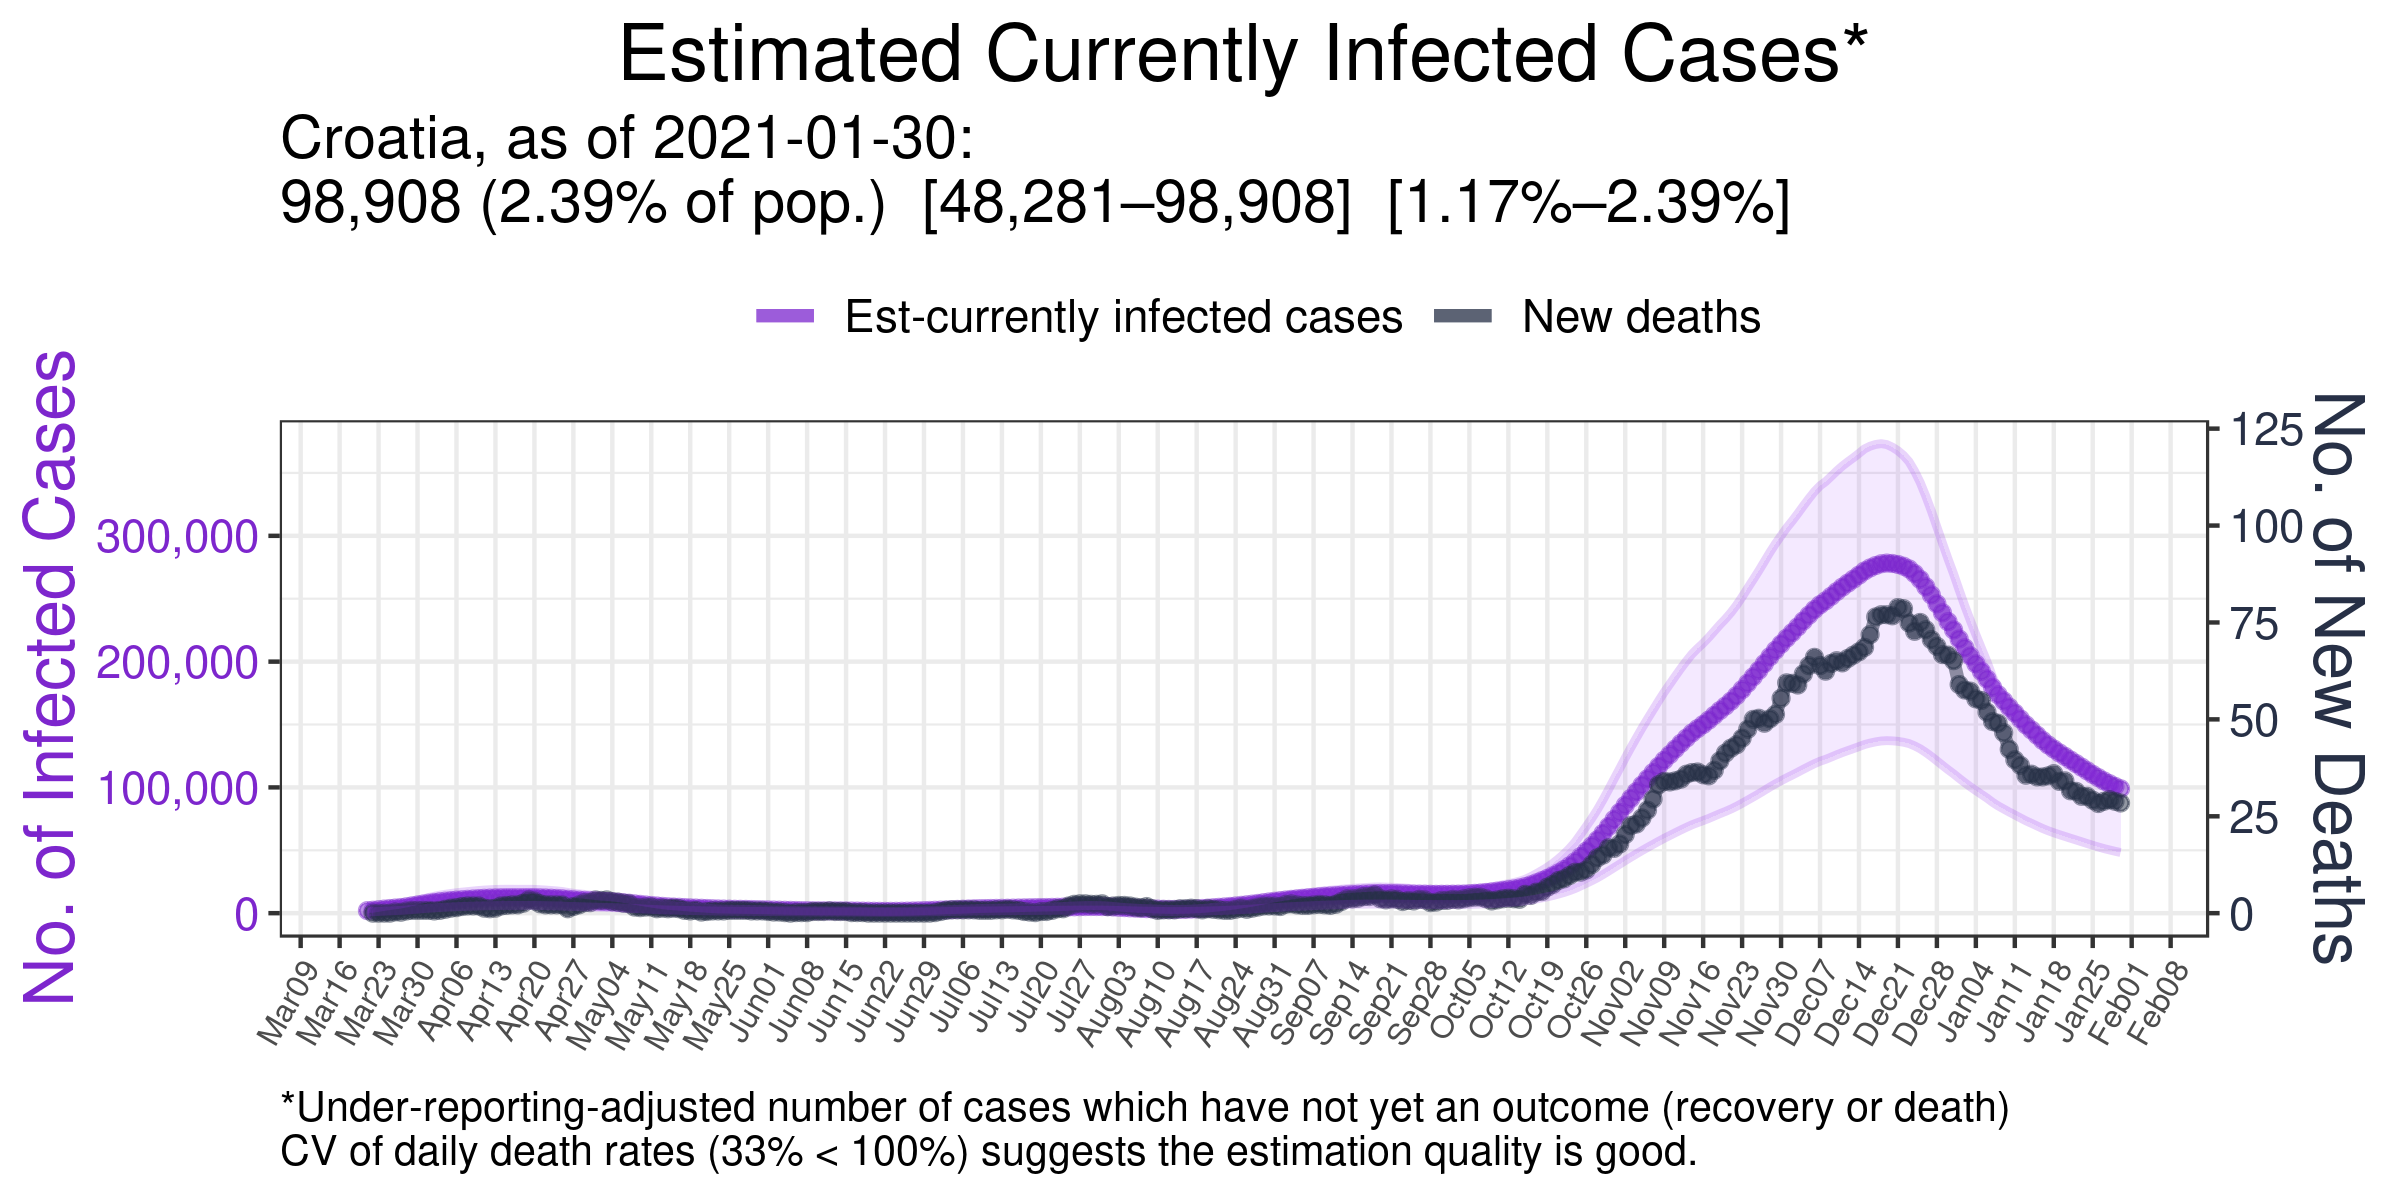 Estimated Currently Infected Cases*
Croatia, as of 2021-01-30:
98,908 (2.39% of pop.) [48,281–98,908] [1.17%–2.39%]
Est-currently infected cases New deaths
No. of Infected Cases
300,000
200,000
100,000
0
125
100
75
50
25
0
No. of New Deaths
Mar09 Mar16 Mar23 Mar30 Apr06 Apr13 Apr20 Apr27 May04 May11 May18 May25 Jun01 Jun08 Jun15 Jun22 Jun29 Jul06 Jul13 Jul20 Jul27 Aug03 Aug10 Aug17 Aug24 Aug31 Sep07 Sep14 Sep21 Sep28 Oct05 Oct12 Oct19 Oct26 Nov02 Nov09 Nov16 Nov23 Nov30 Dec07 Dec14 Dec21 Dec28 Jan04 Jan11 Jan18 Jan25 Feb01 Feb08
*Under-reporting-adjusted number of cases which have not yet an outcome (recovery or death)
CV of daily death rates (33% < 100%) suggests the estimation quality is good.